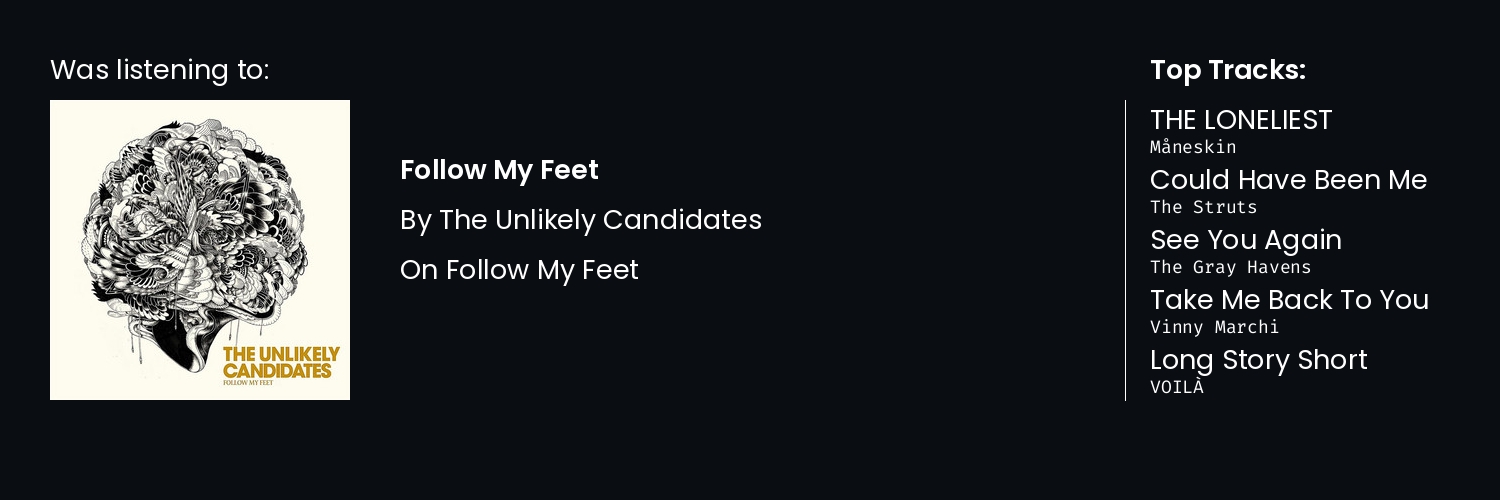 Was listening to:
THE UNLIKELY
CANDIDATES
FOLLOW MY FEET
Follow My Feet
By The Unlikely Candidates
On Follow My Feet
Top Tracks:
THE LONELIEST
Måneskin
Could Have Been Me
The Struts
See You Again
The Gray Havens
Take Me Back To You
Vinny Marchi
Long Story Short
VOILÀ